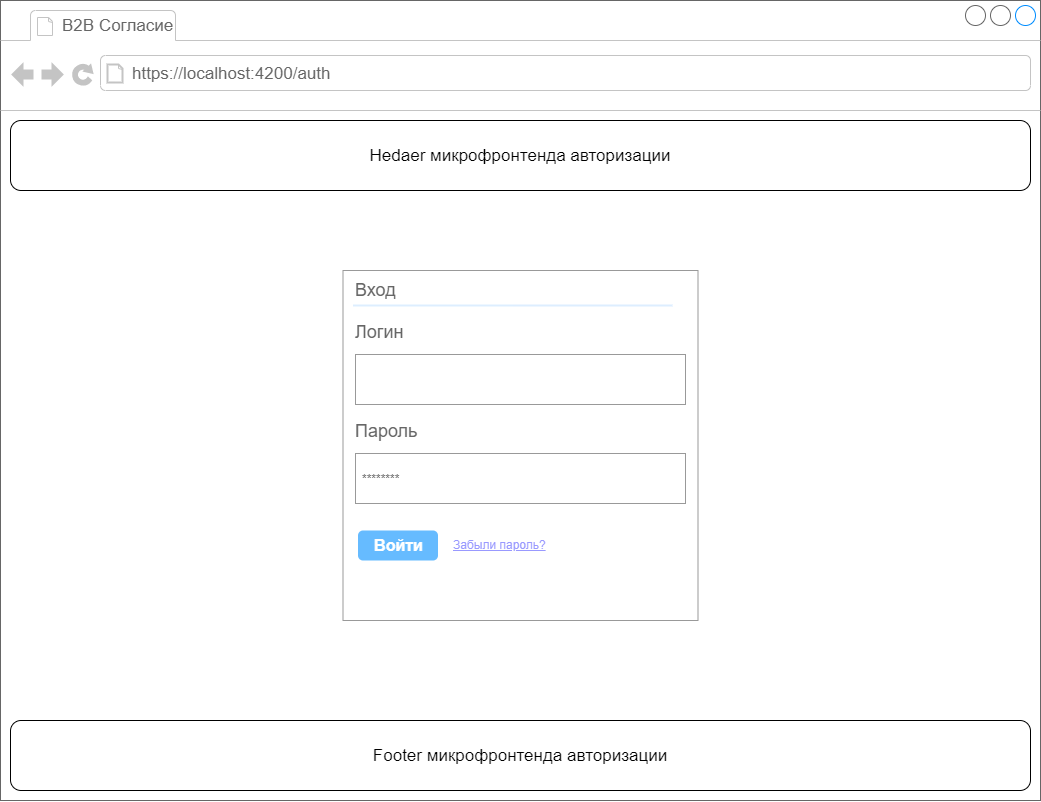 B2B Согласие
https://localhost:4200/auth
Hedaer микрофронтенда авторизации
Вход
Логин
Пароль
********
Войти Забыли пароль?
Footer микрофронтенда авторизации